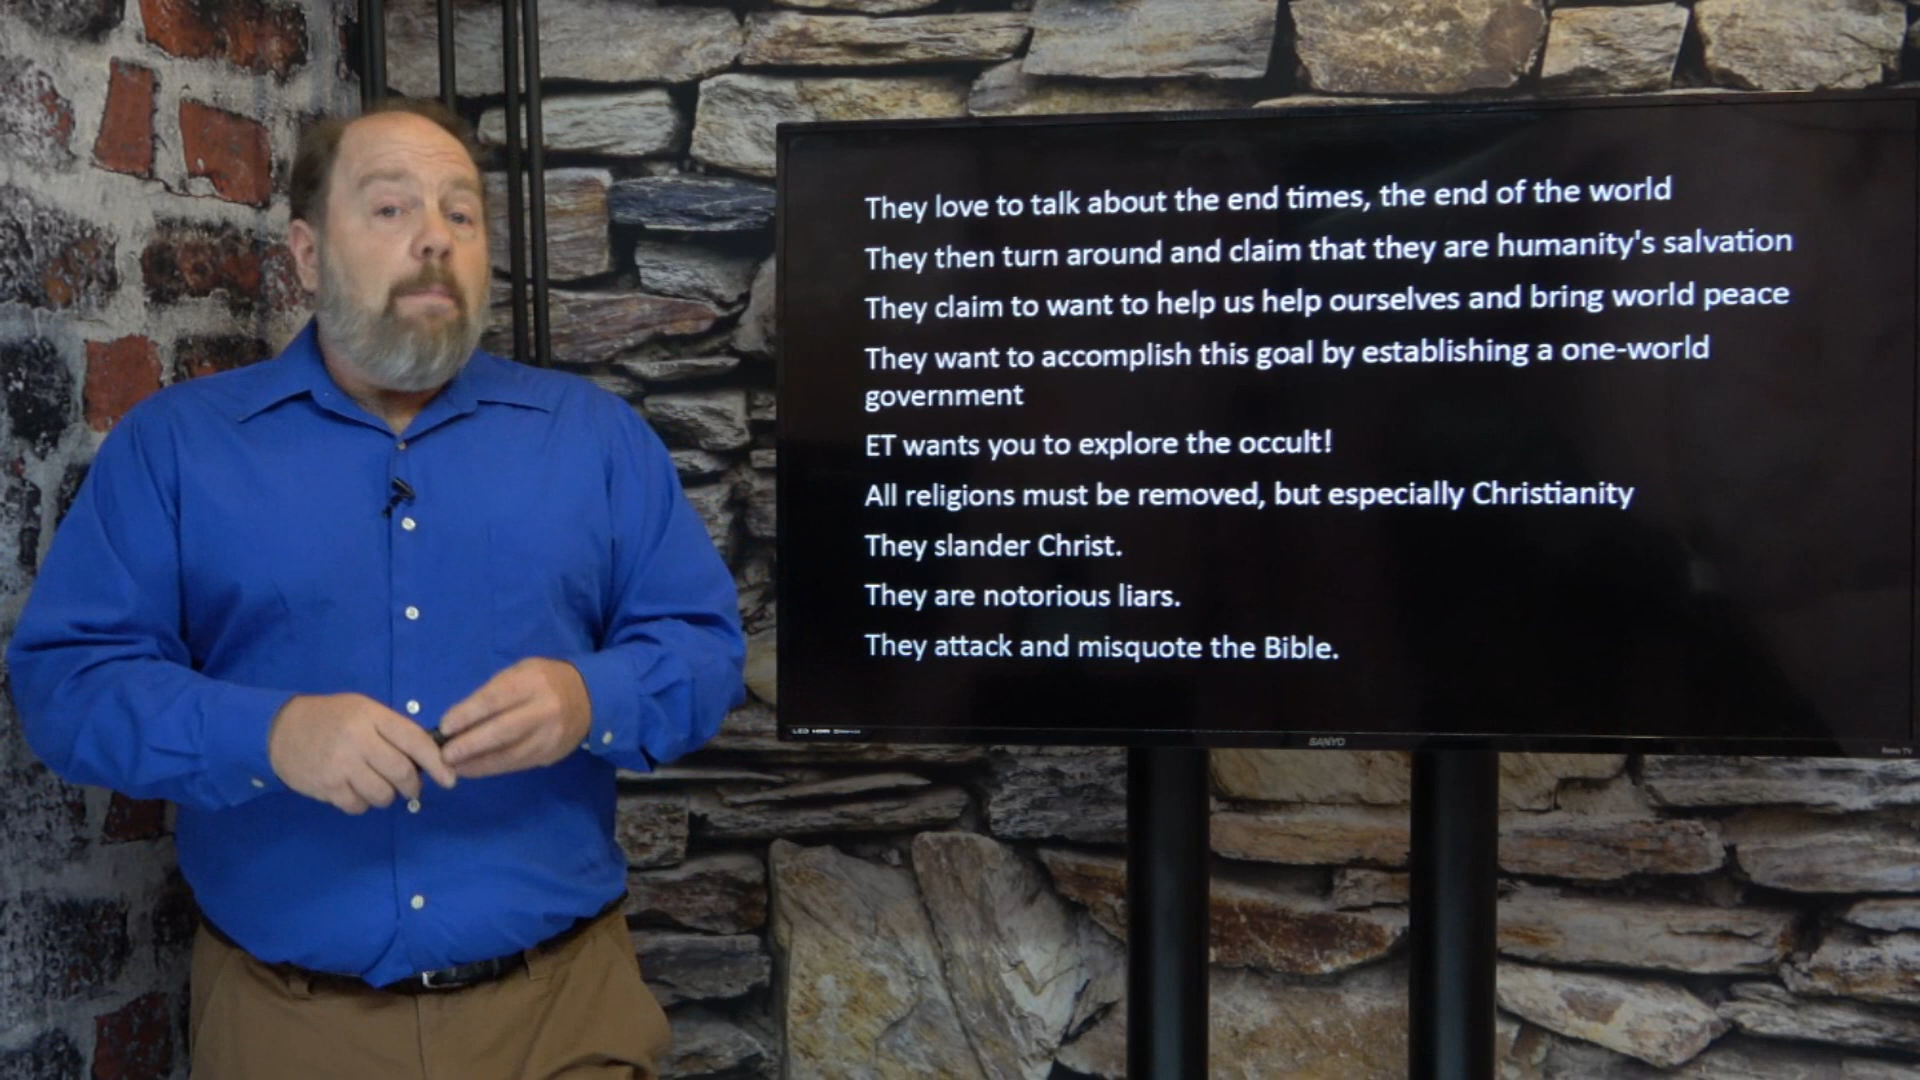 They love to talk about the end times, the end of the world
They then turn around and claim that they are humanity's salvation
They claim to want to help us help ourselves and bring world peace
They want to accomplish this goal by establishing a one-world
government
ET wants you to explore the occult!
All religions must be removed, but especially Christianity
They slander Christ.
They are notorious liars.
They attack and misquote the Bible.
LED HDMI
SANYO
Roku TV